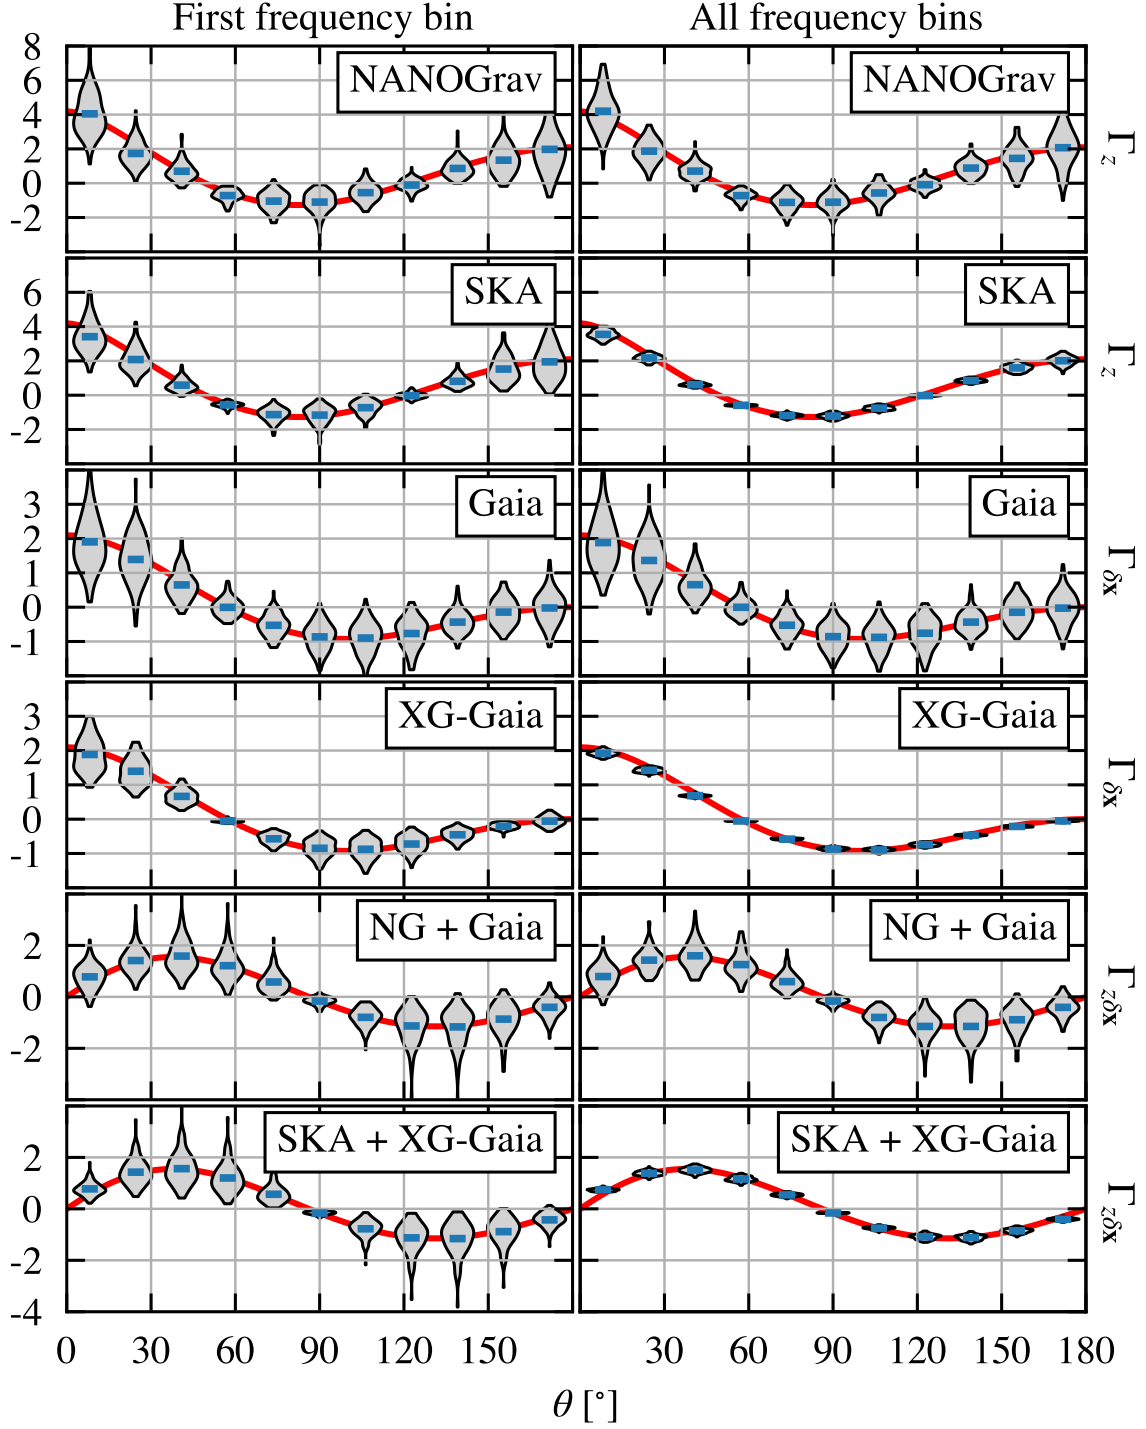 First frequency bin All frequency bins
8
6
4
2
0
-2
NANOGrav NANOGrav
Γz
6
4
2
0
-2
SKA SKA
Γz
3
2
1
0
-1
Gaia Gaia
Γδx
3
2
1
0
-1
XG-Gaia XG-Gaia
Γδx
2
0
-2
NG + Gaia NG + Gaia
Γzδx
2
0
-2
-4
SKA + XG-Gaia SKA + XG-Gaia
Γzδx
0 30 60 90 120 150 30 60 90 120 150 180
θ [°]